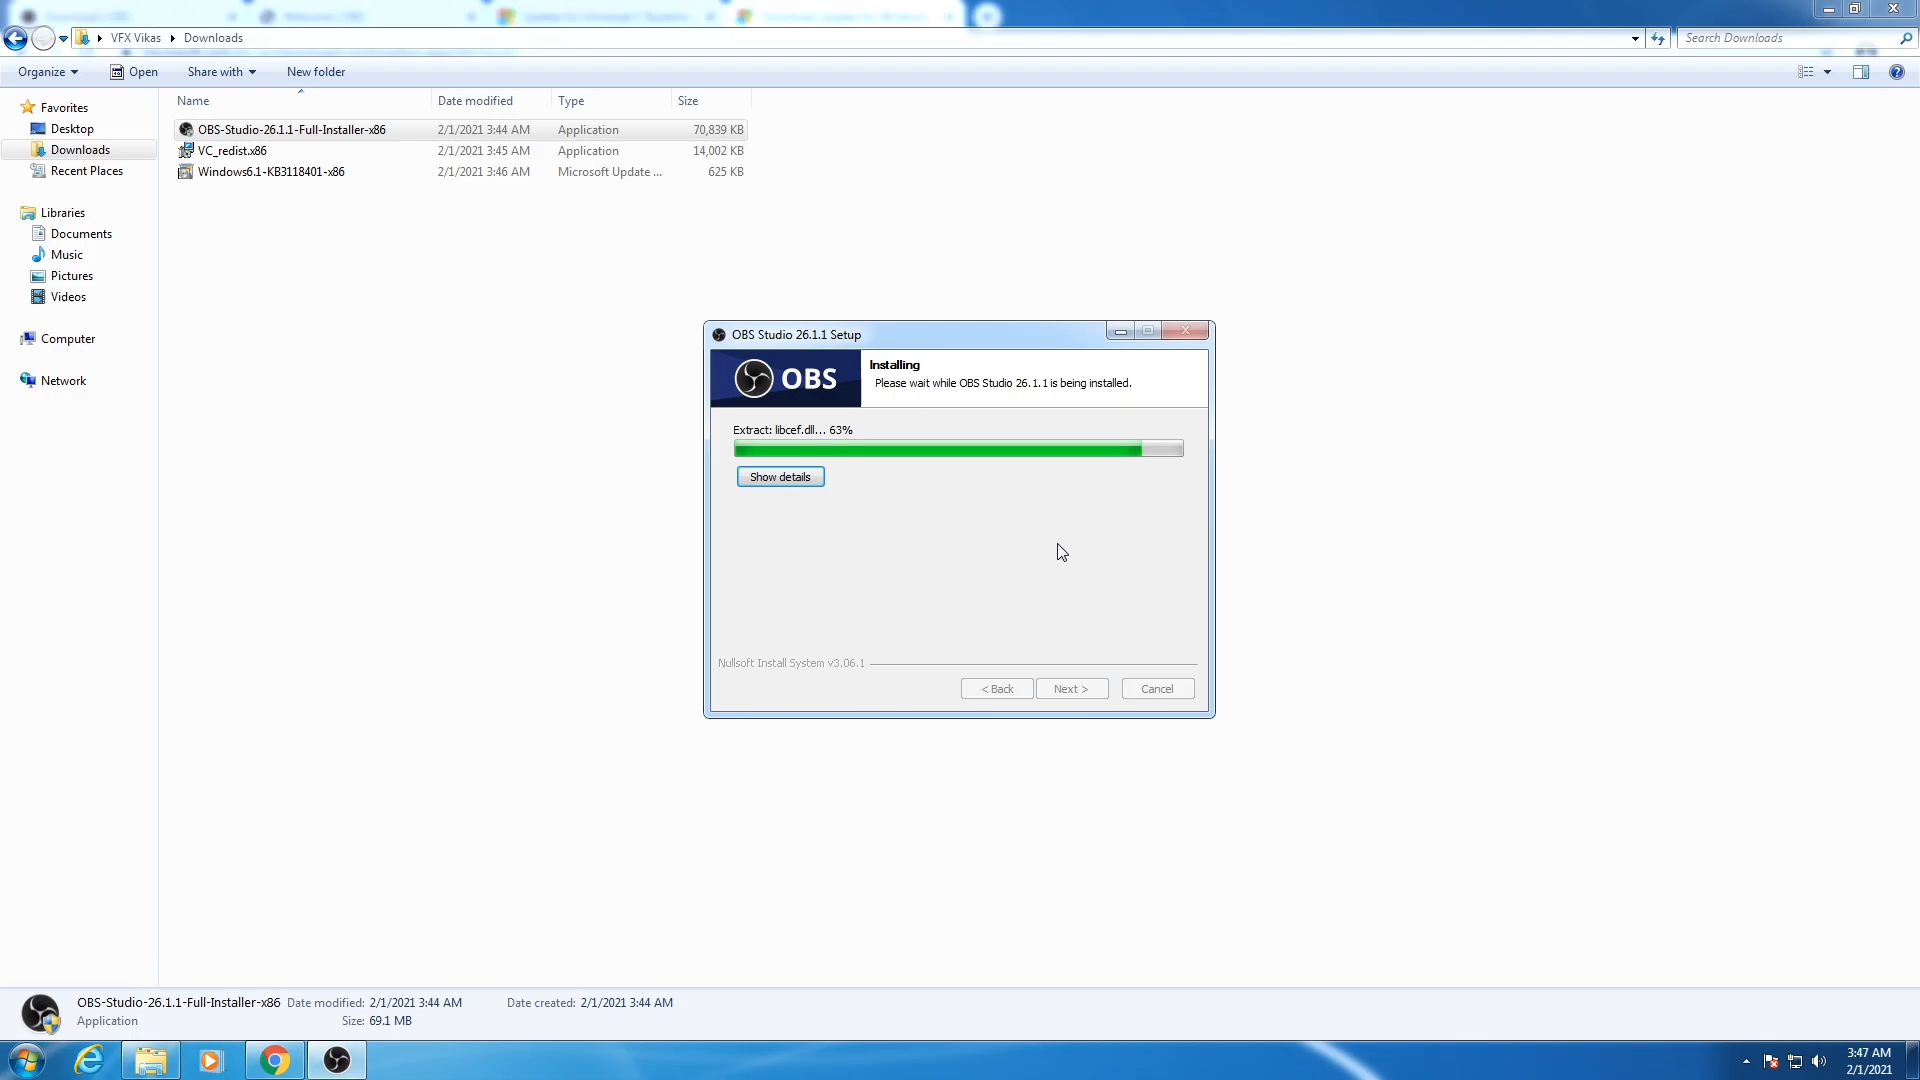 VFX Vikas Downloads
Search Downloads
Organize Open Share with New folder
Name Date modified Type Size
Favorites
Desktop
Downloads
Recent Places
Libraries
Documents
Music
Pictures
Videos
Computer
Network
OBS-Studio-26.1.1-Full-Installer-x86 2/1/2021 3:44 AM Application 70,839 KB
VC_redist.x86 2/1/2021 3:45 AM Application 14,002 KB
Windows6.1-KB3118401-x86 2/1/2021 3:46 AM Microsoft Update ... 625 KB
OBS Studio 26.1.1 Setup
OBS
Installing
Please wait while OBS Studio 26.1.1 is being installed.
Extract: libcef.dll... 63%
Show details
Nullsoft Install System v3.06.1
< Back Next > Cancel
OBS-Studio-26.1.1-Full-Installer-x86 Date modified: 2/1/2021 3:44 AM Date created: 2/1/2021 3:44 AM
Application Size: 69.1 MB
3:47 AM
2/1/2021